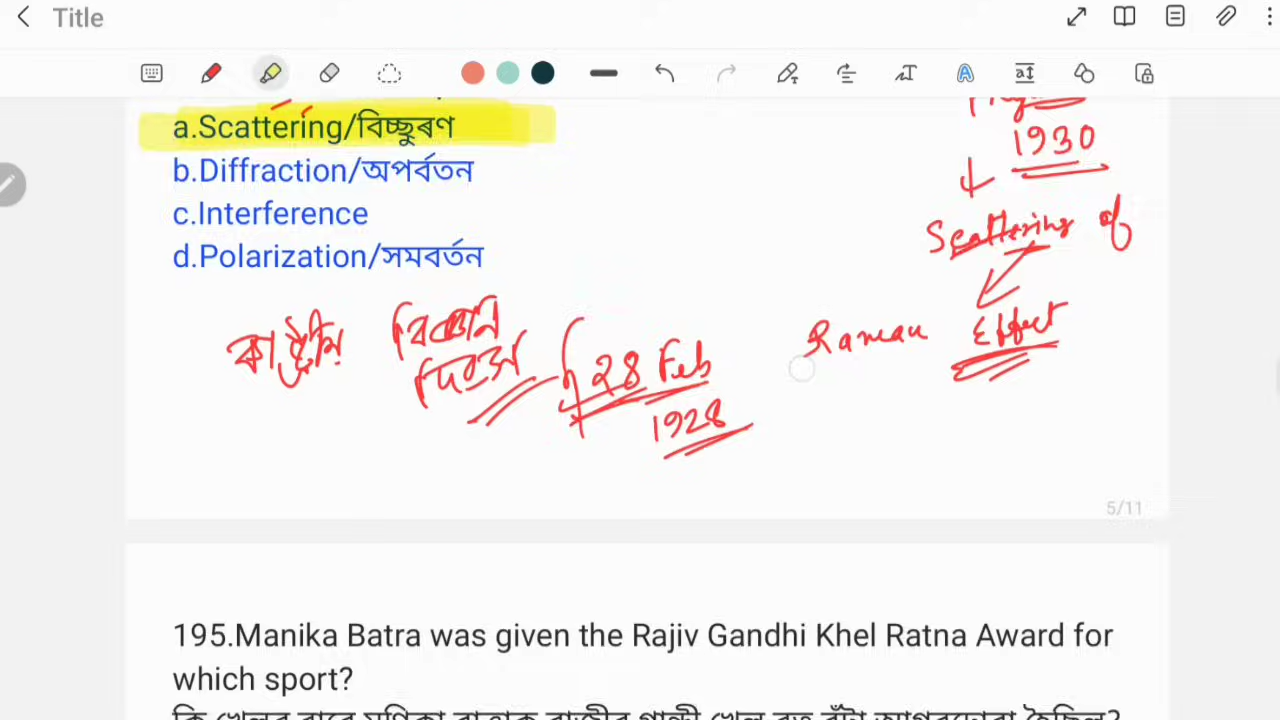 Title
a.Scattering/বিচ্ছুৰণ
1930
b.Diffraction/অপৰ্বতন
c.Interference
Scattering of
d.Polarization/সমবৰ্তন
বিজ্ঞান
দিৱস
28 Feb
1928
Raman Effect
5/11
195.Manika Batra was given the Rajiv Gandhi Khel Ratna Award for
which sport?